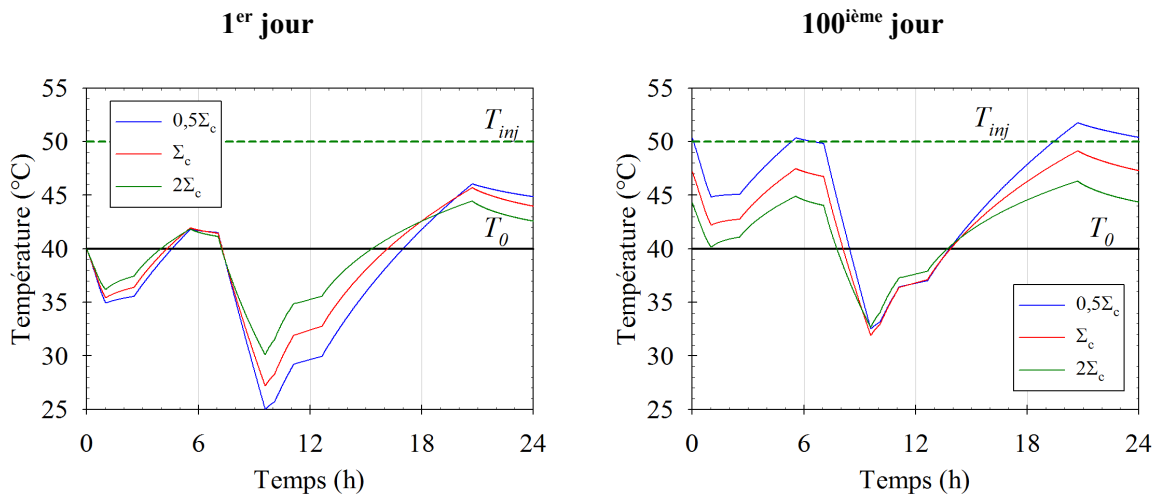 1er jour
55
50
45
40
35
30
25
Température (°C)
0,5Σc
Σc
2Σc
Tinj
T0
0
6
12
18
24
Temps (h)
100ième jour
55
50
45
40
35
30
25
Température (°C)
Tinj
T0
0,5Σc
Σc
2Σc
0
6
12
18
24
Temps (h)